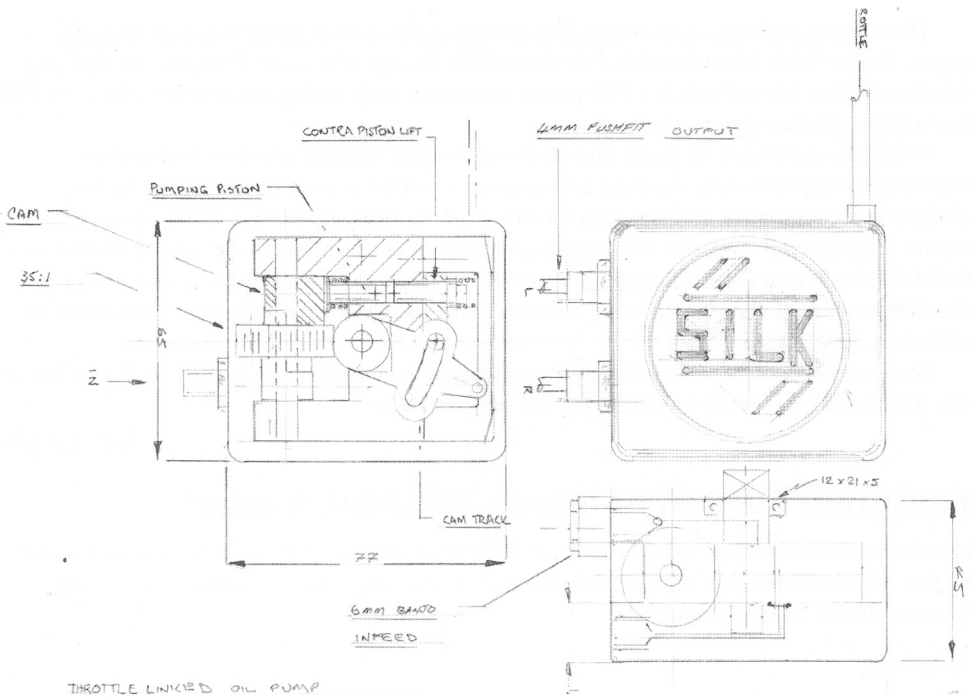 ROTTLE
CONTRA PISTON LIFT
4MM PUSHFIT OUTPUT
PUMPING PISTON
CAM
35:1
65
IN
L
R
SILK
12 x 21 x 5
CAM TRACK
77
6MM BANJO
INFEED
THROTTLE LINKED OIL PUMP